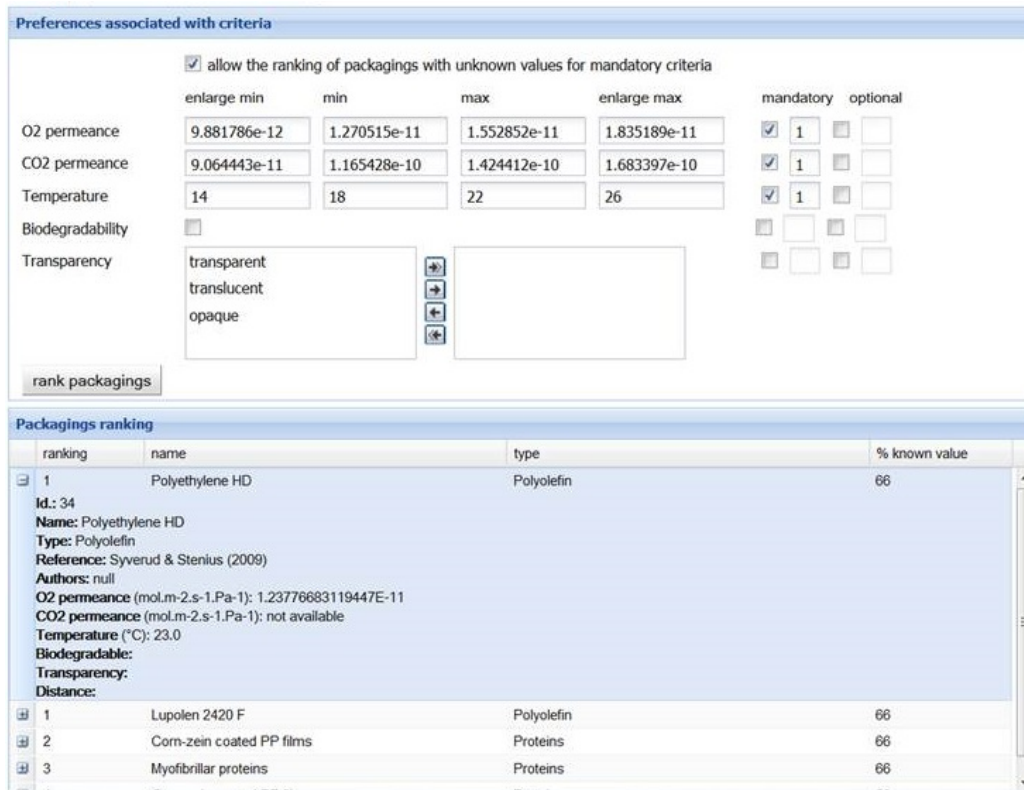 Preferences associated with criteria
allow the ranking of packagings with unknown values for mandatory criteria
enlarge min min max enlarge max mandatory optional
O2 permeance 9.881786e-12 1.270515e-11 1.552852e-11 1.835189e-11 1
CO2 permeance 9.064443e-11 1.165428e-10 1.424412e-10 1.683397e-10 1
Temperature 14 18 22 26 1
Biodegradability
Transparency transparent
translucent
opaque
rank packagings
Packagings ranking
ranking name type % known value
1 Polyethylene HD Polyolefin 66
Id.: 34
Name: Polyethylene HD
Type: Polyolefin
Reference: Syverud & Stenius (2009)
Authors: null
O2 permeance (mol.m-2.s-1.Pa-1): 1.23776683119447E-11
CO2 permeance (mol.m-2.s-1.Pa-1): not available
Temperature (°C): 23.0
Biodegradable:
Transparency:
Distance:
1 Lupolen 2420 F Polyolefin 66
2 Corn-zein coated PP films Proteins 66
3 Myofibrillar proteins Proteins 66